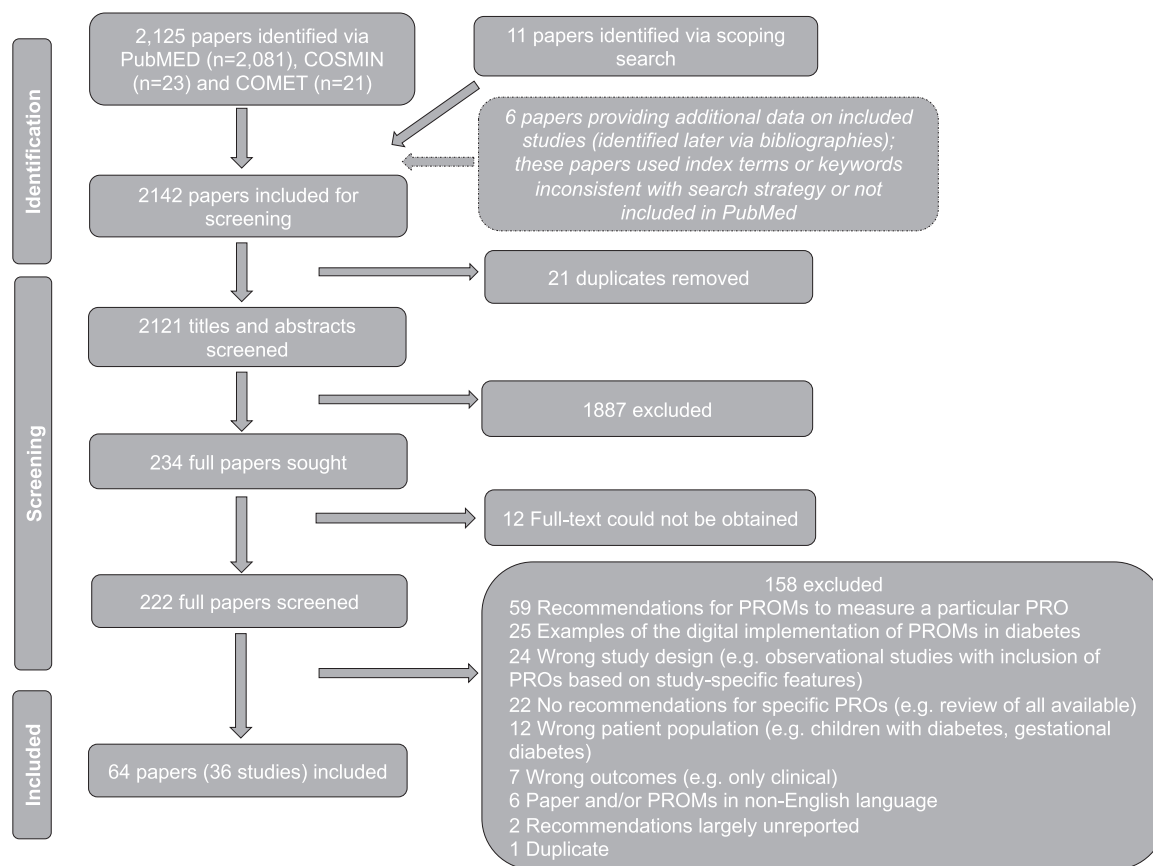 Identification
2,125 papers identified via
PubMED (n=2,081), COSMIN
(n=23) and COMET (n=21)
11 papers identified via scoping
search
6 papers providing additional data on included
studies (identified later via bibliographies);
these papers used index terms or keywords
inconsistent with search strategy or not
included in PubMed
2142 papers included for
screening
21 duplicates removed
Screening
2121 titles and abstracts
screened
1887 excluded
234 full papers sought
12 Full-text could not be obtained
222 full papers screened
158 excluded
59 Recommendations for PROMs to measure a particular PRO
25 Examples of the digital implementation of PROMs in diabetes
24 Wrong study design (e.g. observational studies with inclusion of
PROs based on study-specific features)
22 No recommendations for specific PROs (e.g. review of all available)
12 Wrong patient population (e.g. children with diabetes, gestational
diabetes)
7 Wrong outcomes (e.g. only clinical)
6 Paper and/or PROMs in non-English language
2 Recommendations largely unreported
1 Duplicate
Included
64 papers (36 studies) included